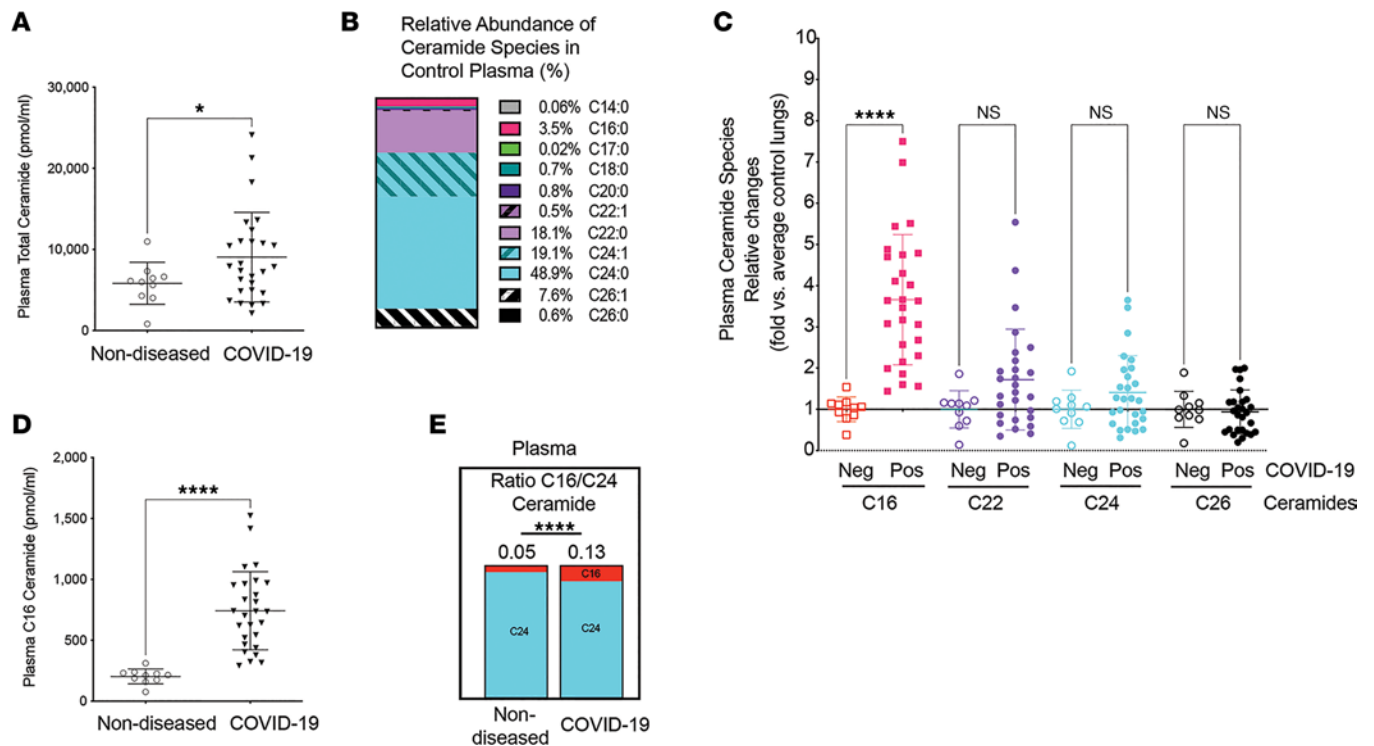 A
30,000
20,000
10,000
0
Plasma Total Ceramide (pmol/ml)
*
Non-diseased COVID-19
B
Relative Abundance of
Ceramide Species in
Control Plasma (%)
0.06% C14:0
3.5% C16:0
0.02% C17:0
0.7% C18:0
0.8% C20:0
0.5% C22:1
18.1% C22:0
19.1% C24:1
48.9% C24:0
7.6% C26:1
0.6% C26:0
C
Plasma Ceramide Species
Relative changes
(fold vs. average control lungs)
10
9
8
7
6
5
4
3
2
1
0
**** NS NS NS
Neg Pos Neg Pos Neg Pos Neg Pos COVID-19
C16 C22 C24 C26 Ceramides
D
2,000
1,500
1,000
500
0
Plasma C16 Ceramide (pmol/ml)
****
Non-diseased COVID-19
E
Plasma
Ratio C16/C24
Ceramide
****
0.05 0.13
C16
C24 C24
Non-
diseased COVID-19